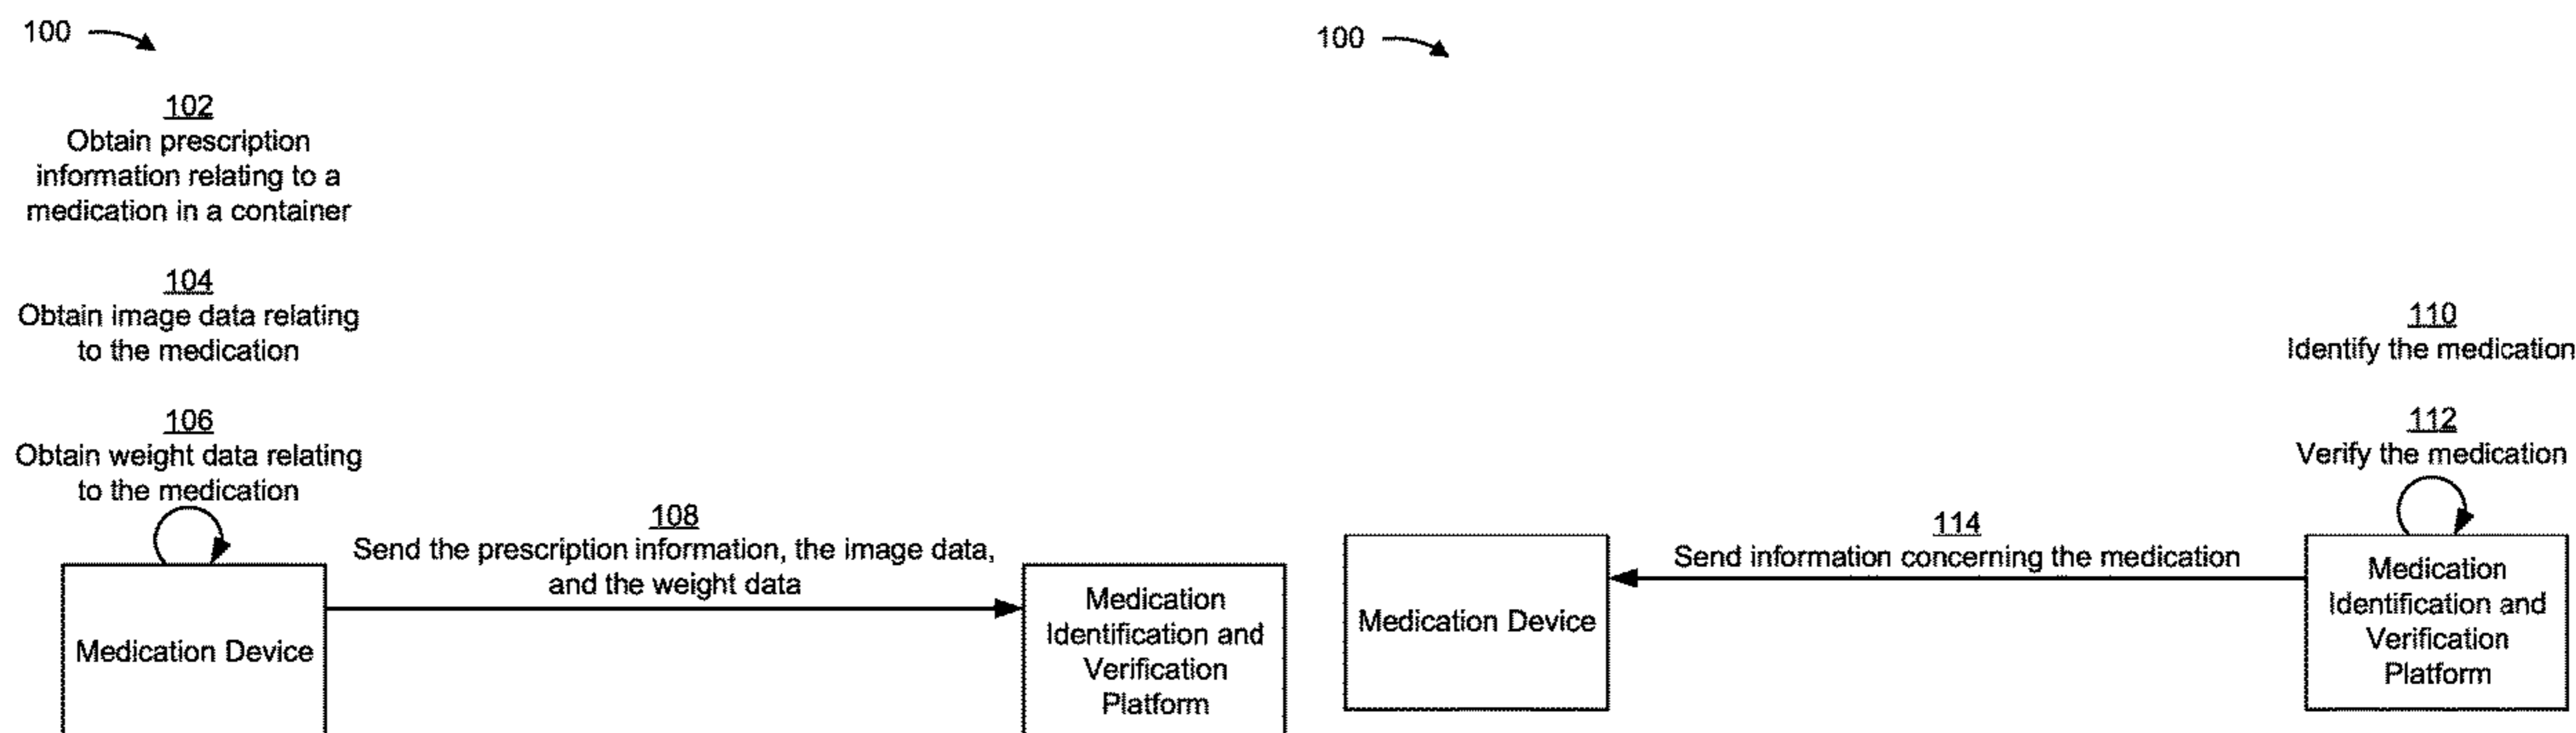 100
102
Obtain prescription
information relating to a
medication in a container
104
Obtain image data relating
to the medication
106
Obtain weight data relating
to the medication
108
Send the prescription information, the image data,
and the weight data
Medication Device
Medication
Identification and
Verification
Platform
100
110
Identify the medication
112
Verify the medication
114
Send information concerning the medication
Medication Device
Medication
Identification and
Verification
Platform